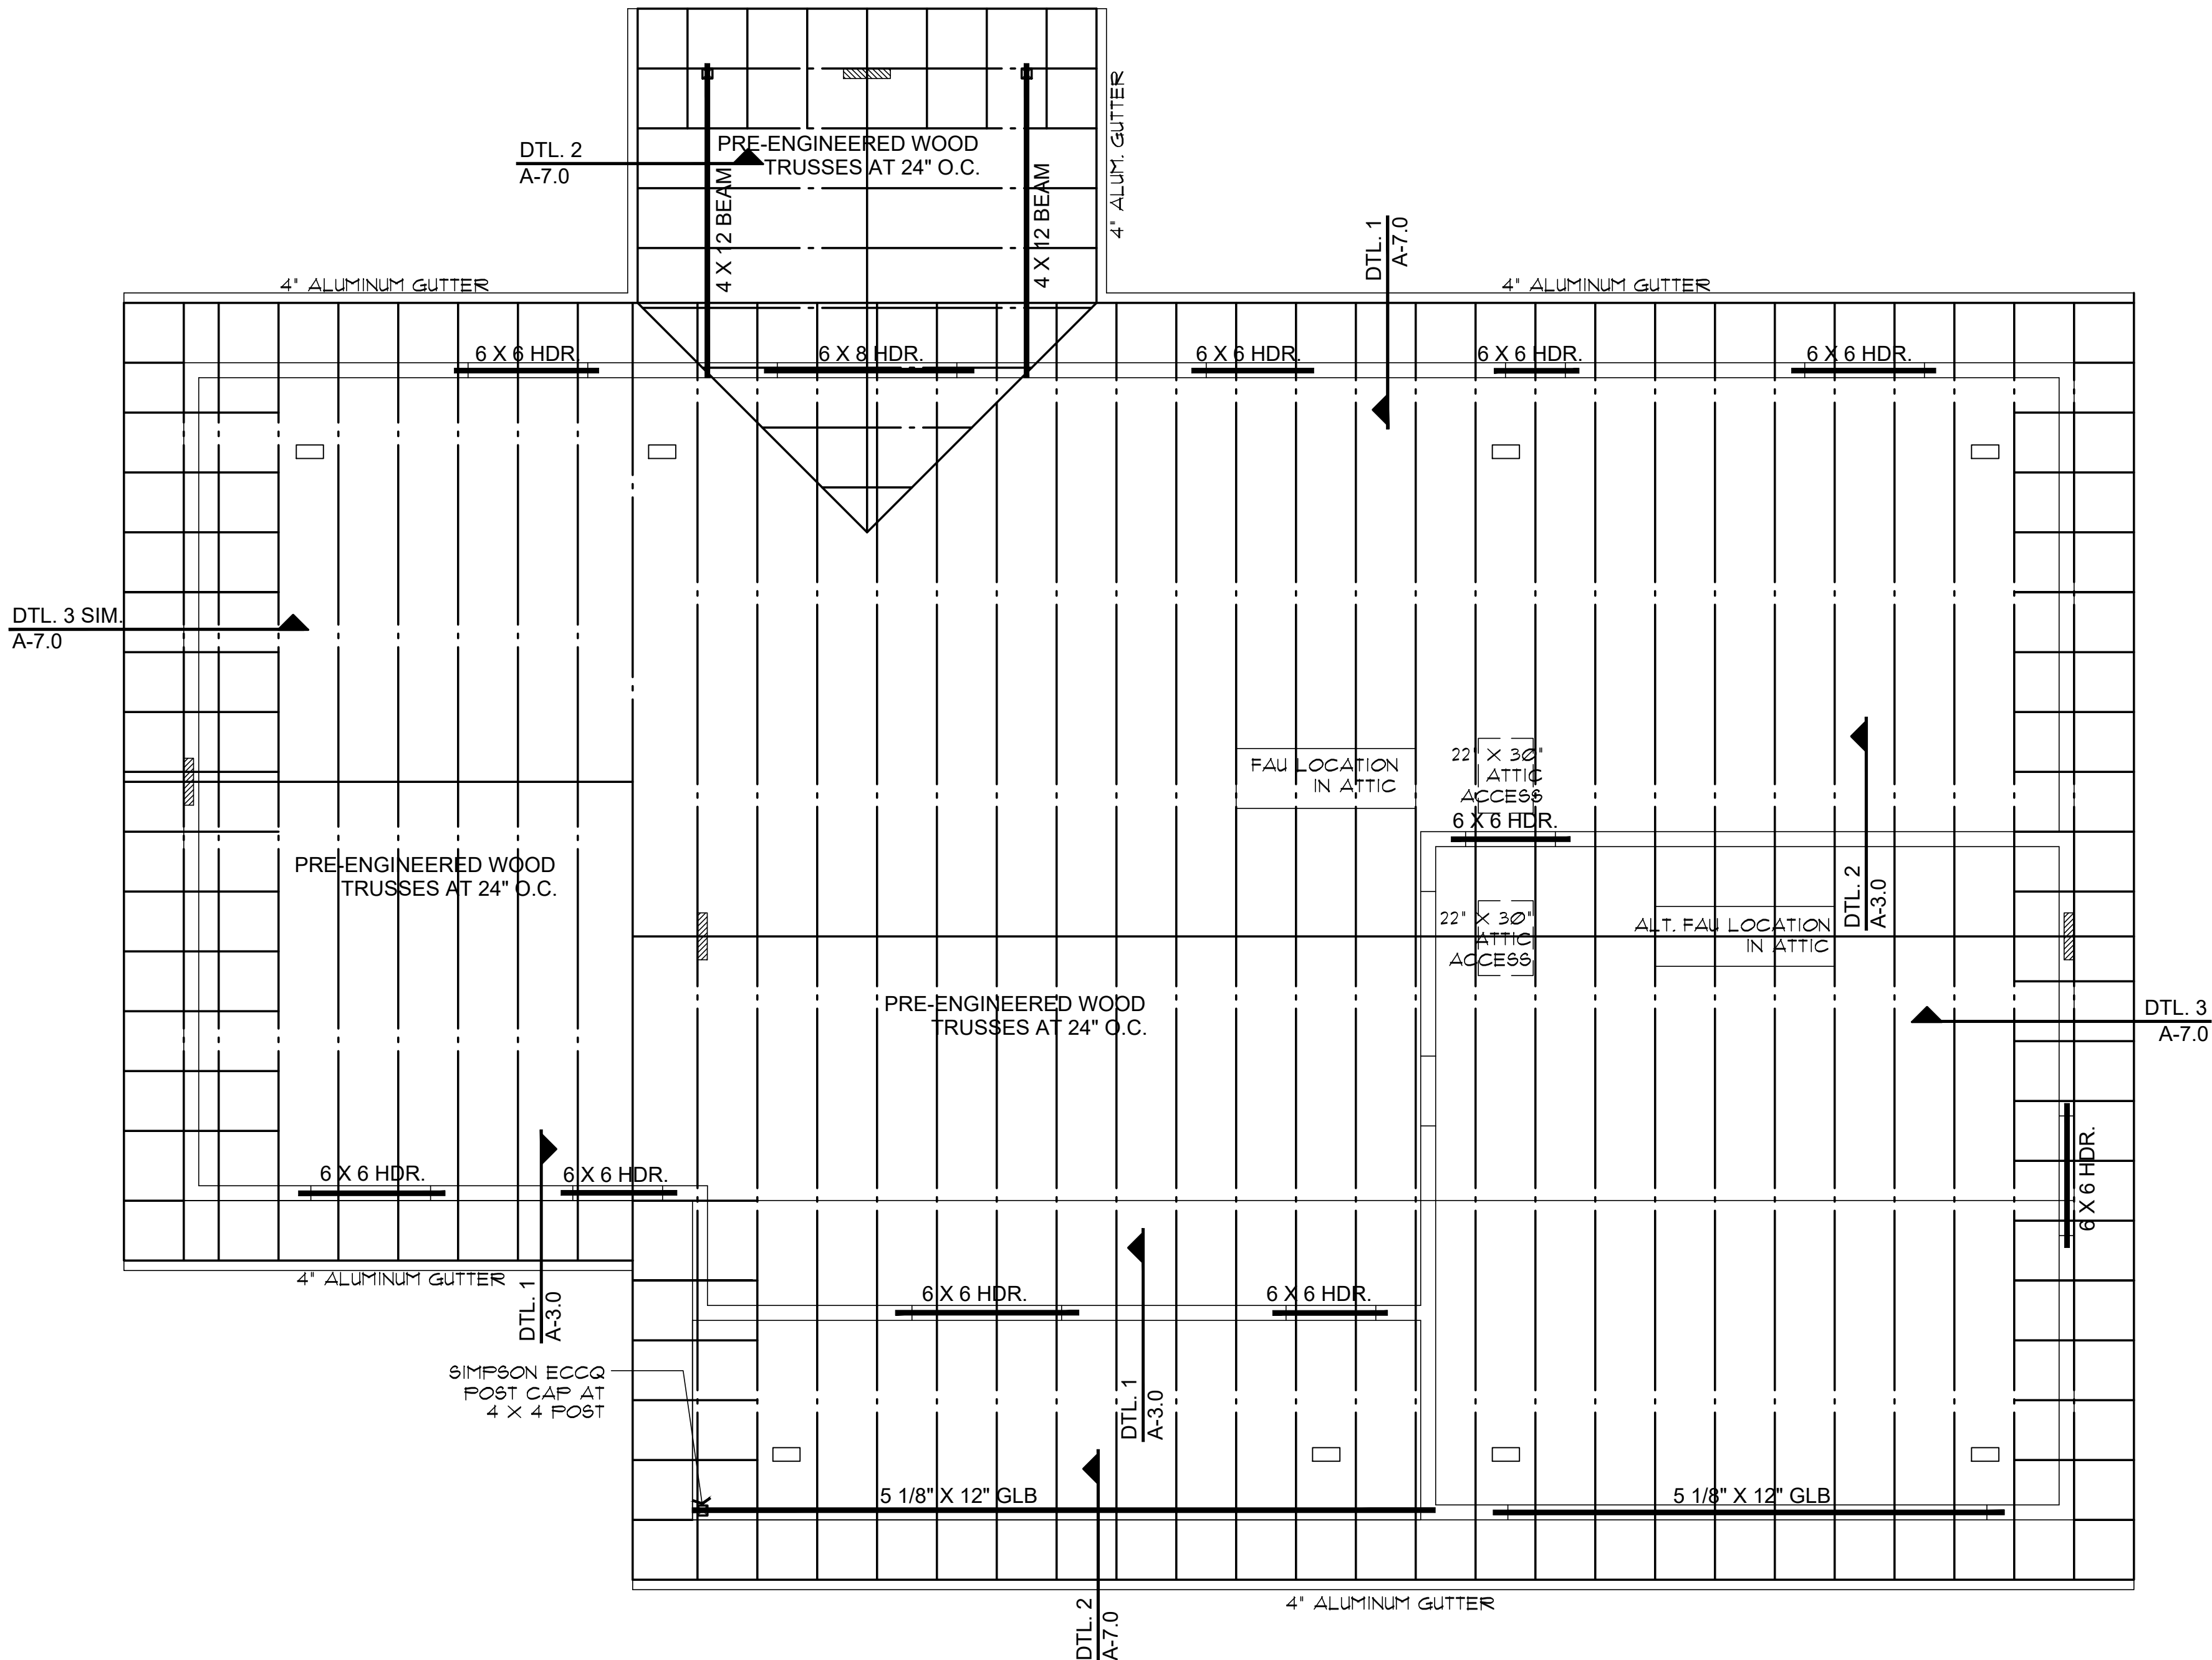 DTL. 2
A-7.0
PRE-ENGINEERED WOOD
TRUSSES AT 24" O.C.
4 X 12 BEAM
4 X 12 BEAM
4" ALUM. GUTTER
DTL. 1
A-7.0
4" ALUMINUM GUTTER
4" ALUMINUM GUTTER
6 X 6 HDR.
6 X 8 HDR.
6 X 6 HDR.
6 X 6 HDR.
6 X 6 HDR.
DTL. 3 SIM.
A-7.0
FAU LOCATION
IN ATTIC
22" X 30"
ATTIC
ACCESS
6 X 6 HDR.
PRE-ENGINEERED WOOD
TRUSSES AT 24" O.C.
22" X 30"
ATTIC
ACCESS
ALT. FAU LOCATION
IN ATTIC
DTL. 2
A-3.0
PRE-ENGINEERED WOOD
TRUSSES AT 24" O.C.
DTL. 3
A-7.0
6 X 6 HDR.
6 X 6 HDR.
6 X 6 HDR.
4" ALUMINUM GUTTER
DTL. 1
A-3.0
6 X 6 HDR.
6 X 6 HDR.
SIMPSON ECCQ
POST CAP AT
4 X 4 POST
DTL. 1
A-3.0
5 1/8" X 12" GLB
5 1/8" X 12" GLB
4" ALUMINUM GUTTER
DTL. 2
A-7.0